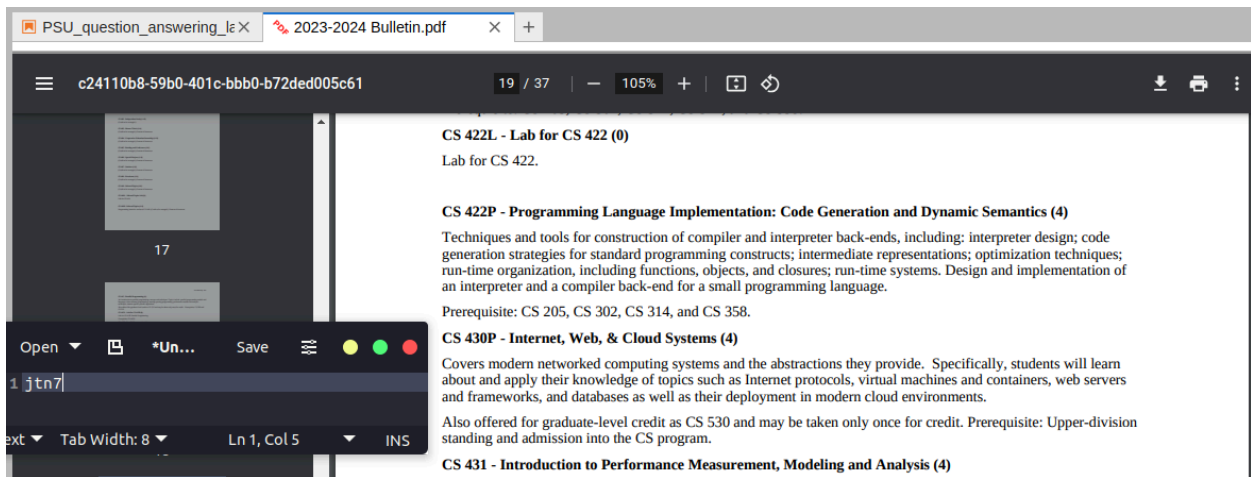 PSU_question_answering_la
2023-2024 Bulletin.pdf
c24110b8-59b0-401c-bbb0-b72ded005c61
19 / 37
105%
17
CS 422L - Lab for CS 422 (0)
Lab for CS 422.
CS 422P - Programming Language Implementation: Code Generation and Dynamic Semantics (4)
Techniques and tools for construction of compiler and interpreter back-ends, including: interpreter design; code
generation strategies for standard programming constructs; intermediate representations; optimization techniques;
run-time organization, including functions, objects, and closures; run-time systems. Design and implementation of
an interpreter and a compiler back-end for a small programming language.
Prerequisite: CS 205, CS 302, CS 314, and CS 358.
CS 430P - Internet, Web, & Cloud Systems (4)
Covers modern networked computing systems and the abstractions they provide.  Specifically, students will learn
about and apply their knowledge of topics such as Internet protocols, virtual machines and containers, web servers
and frameworks, and databases as well as their deployment in modern cloud environments.
Also offered for graduate-level credit as CS 530 and may be taken only once for credit. Prerequisite: Upper-division
standing and admission into the CS program.
CS 431 - Introduction to Performance Measurement, Modeling and Analysis (4)
Open *Un... Save
1 jtn7
ext Tab Width: 8 Ln 1, Col 5 INS